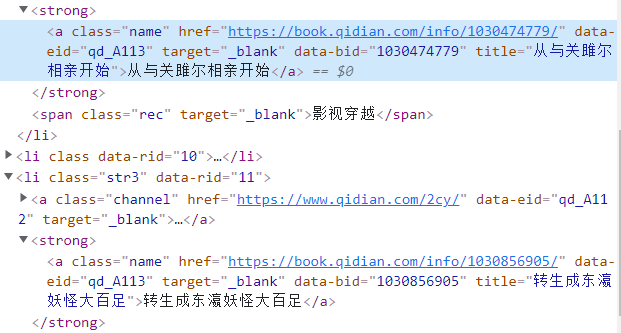 ▼<strong>
<a class="name" href="https://book.qidian.com/info/1030474779/" data-
eid="qd_A113" target="_blank" data-bid="1030474779" title="从与关雎尔
相亲开始">从与关雎尔相亲开始</a> == $0
</strong>
<span class="rec" target="_blank">影视穿越</span>
</li>
▶<li class data-rid="10">…</li>
▼<li class="str3" data-rid="11">
▶<a class="channel" href="https://www.qidian.com/2cy/" data-eid="qd_A11
2" target="_blank">…</a>
▼<strong>
<a class="name" href="https://book.qidian.com/info/1030856905/" data-
eid="qd_A113" target="_blank" data-bid="1030856905" title="转生成东瀛
妖怪大百足">转生成东瀛妖怪大百足</a>
</strong>